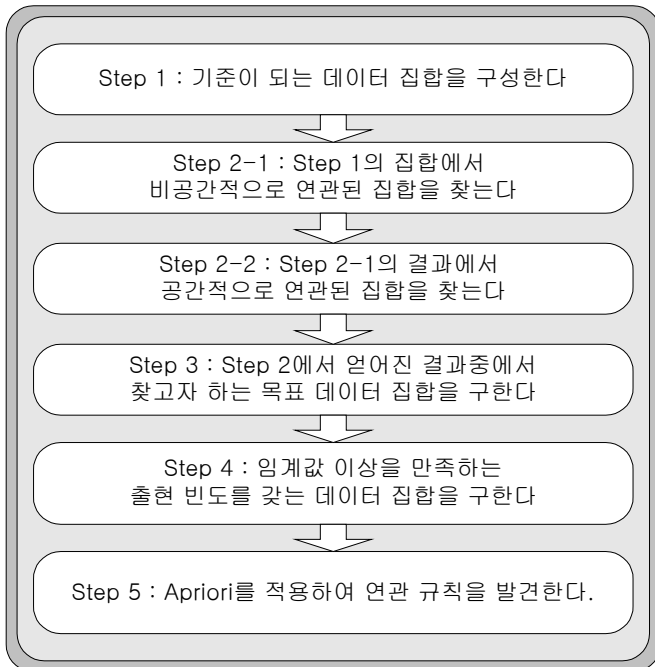 Step 1 : 기준이 되는 데이터 집합을 구성한다
Step 2-1 : Step 1의 집합에서
비공간적으로 연관된 집합을 찾는다
Step 2-2 : Step 2-1의 결과에서
공간적으로 연관된 집합을 찾는다
Step 3 : Step 2에서 얻어진 결과중에서
찾고자 하는 목표 데이터 집합을 구한다
Step 4 : 임계값 이상을 만족하는
출현 빈도를 갖는 데이터 집합을 구한다
Step 5 : Apriori를 적용하여 연관 규칙을 발견한다.